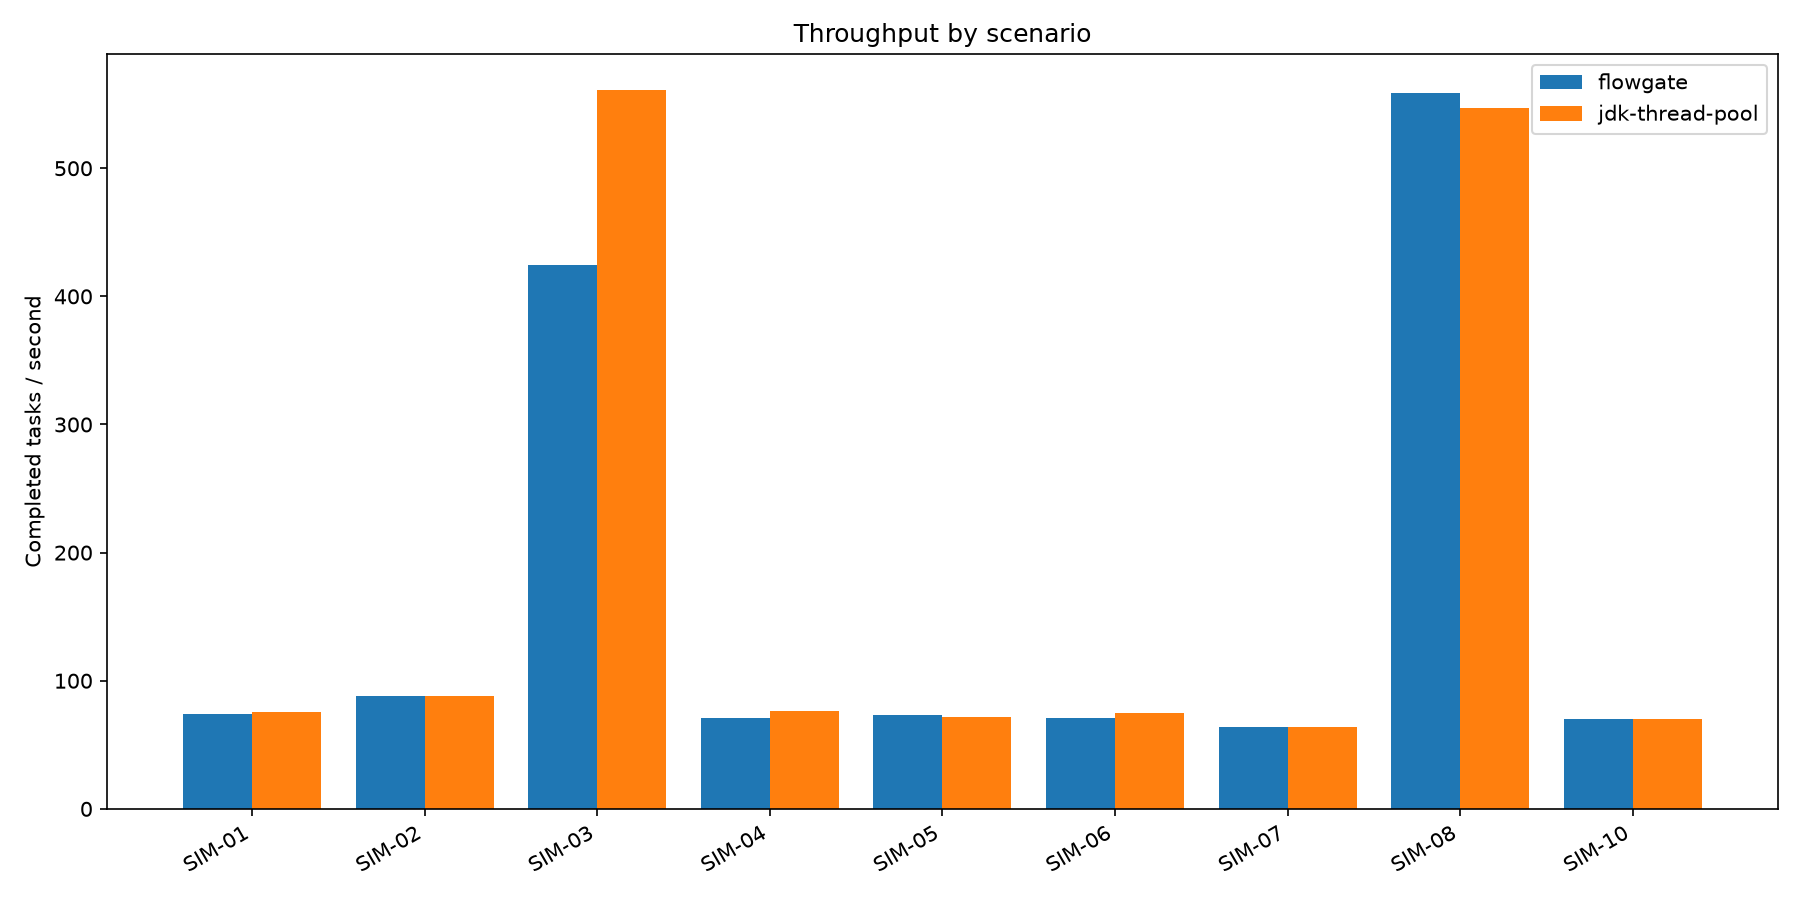 Throughput by scenario
flowgate
jdk-thread-pool
Completed tasks / second
500
400
300
200
100
0
SIM-01
SIM-02
SIM-03
SIM-04
SIM-05
SIM-06
SIM-07
SIM-08
SIM-10